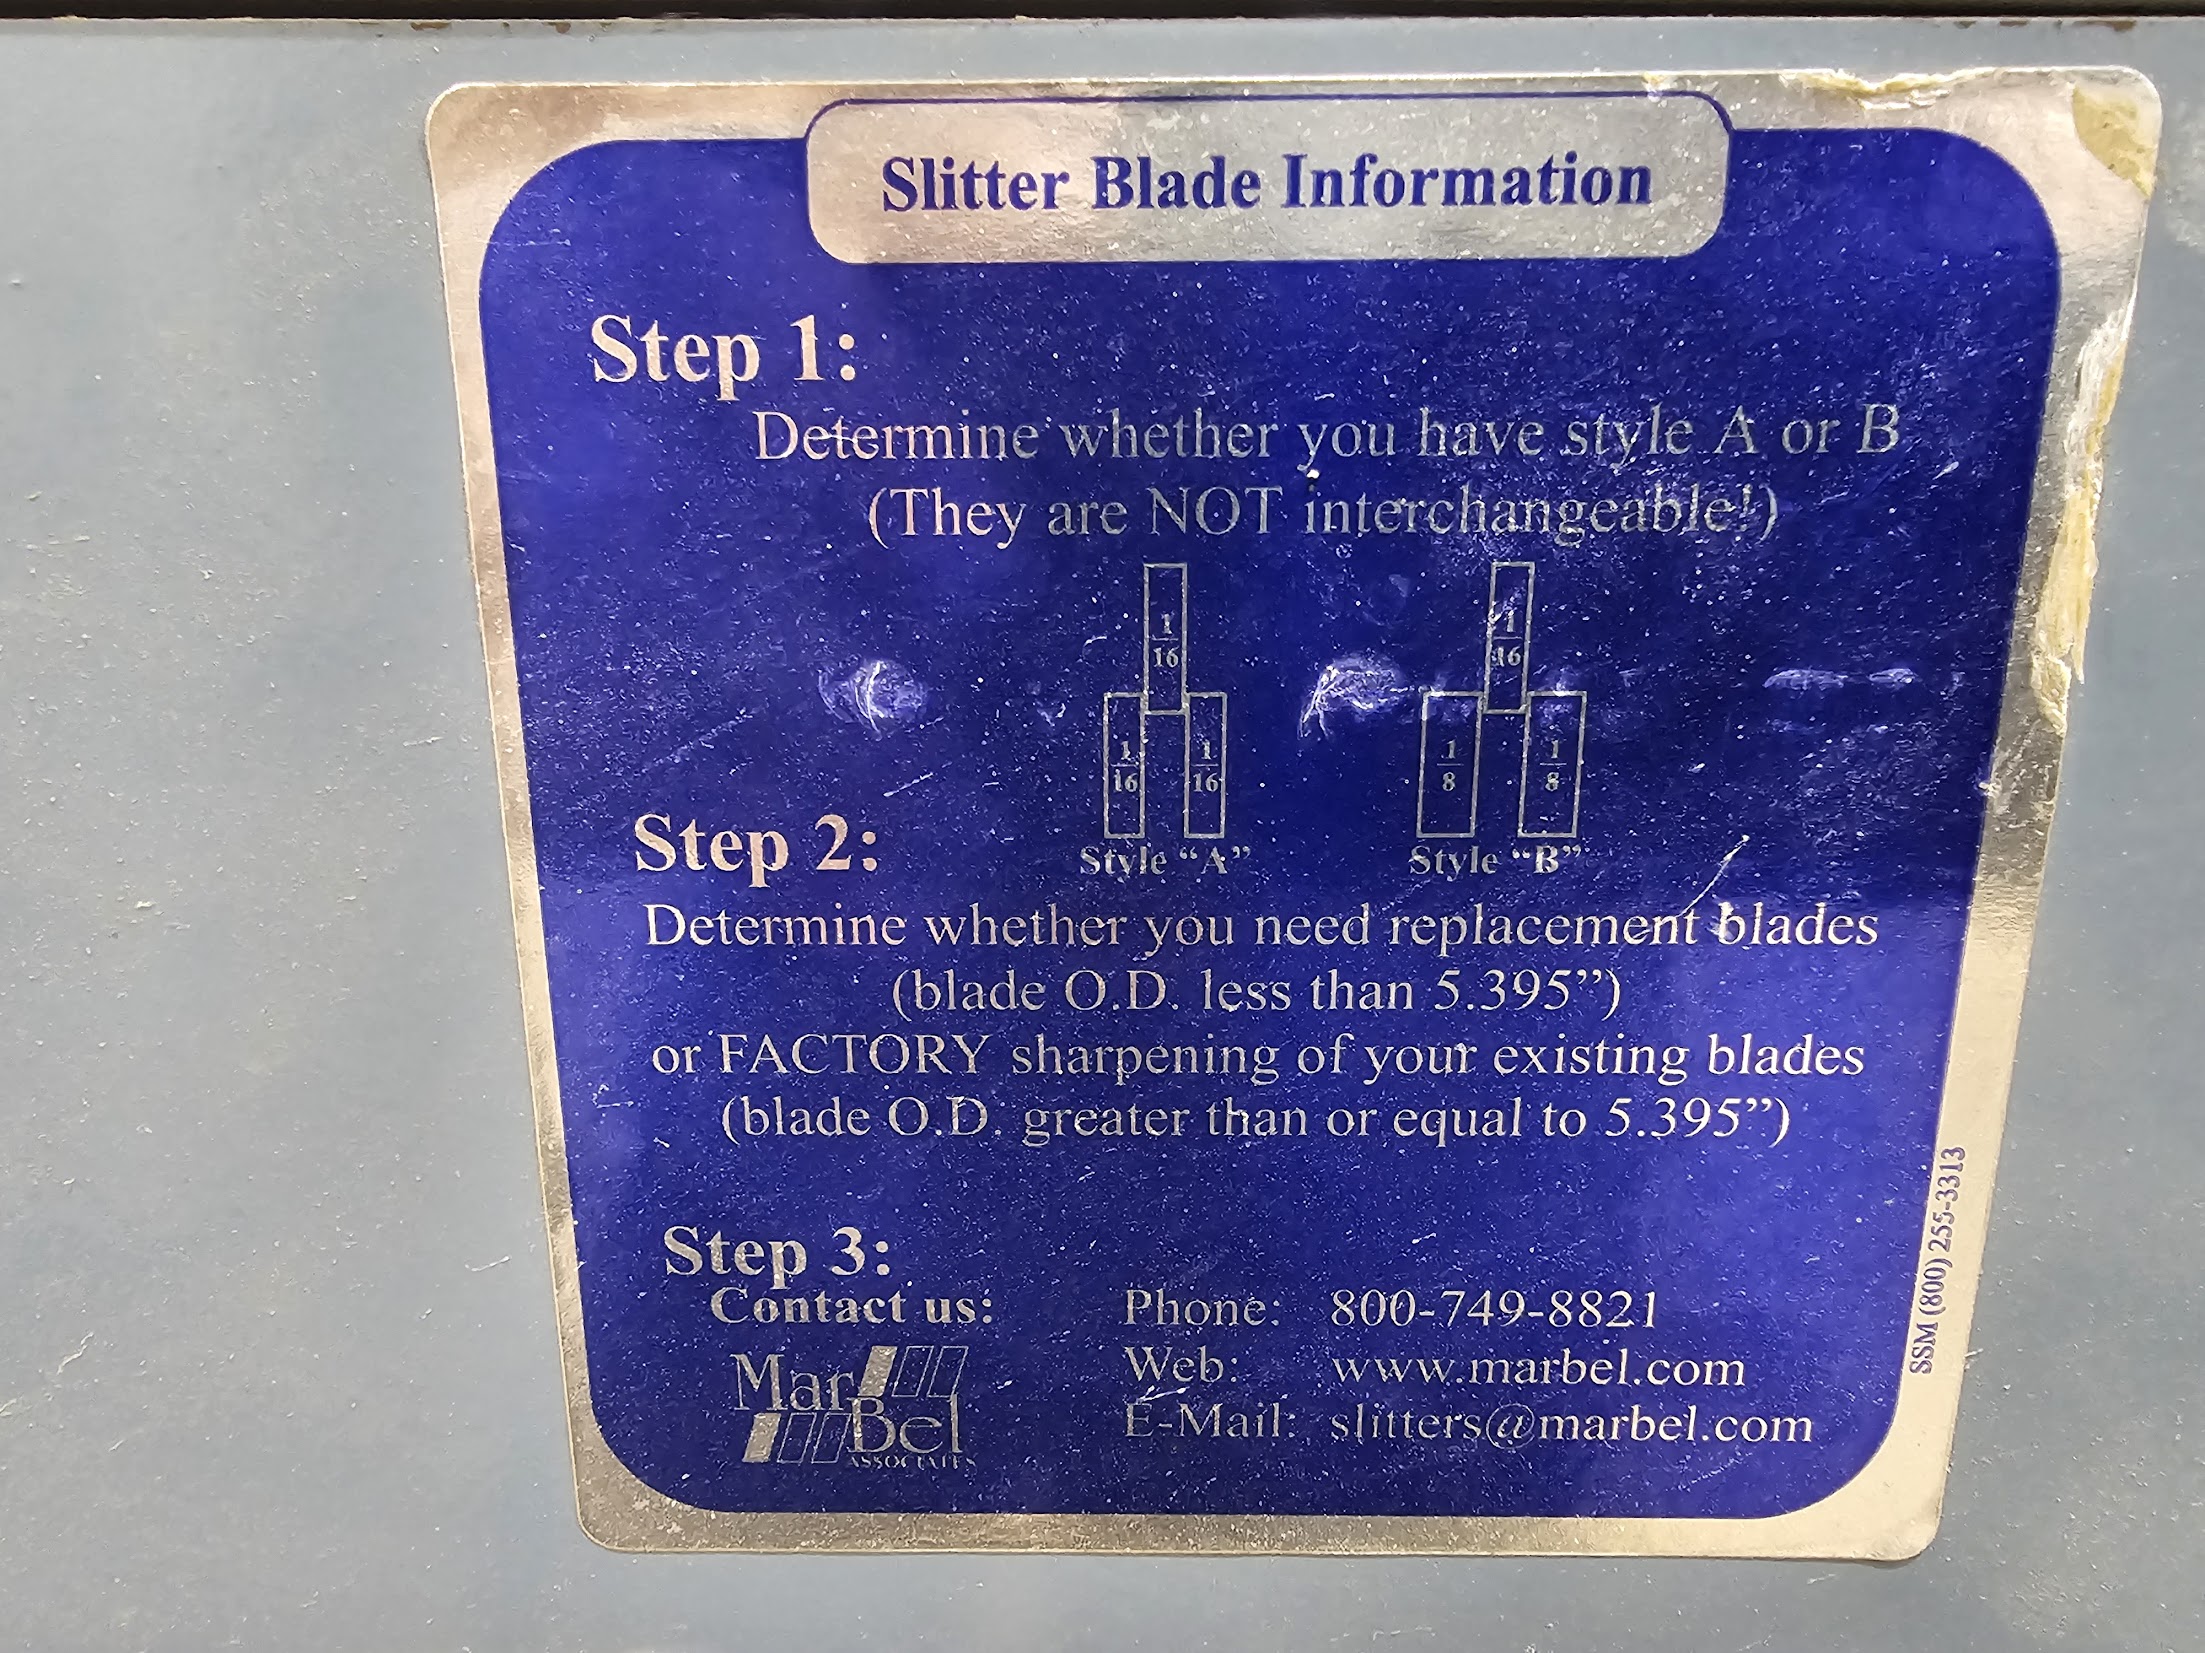 Slitter Blade Information
Step 1:
Determine whether you have style A or B
(They are NOT interchangeable!)
1
16
1
16
1
16
Style “A”
1
16
1
8
1
8
Style “B”
Step 2:
Determine whether you need replacement blades
(blade O.D. less than 5.395”)
or FACTORY sharpening of your existing blades
(blade O.D. greater than or equal to 5.395”)
Step 3:
Contact us:
MarBel
ASSOCIATES
Phone: 800-749-8821
Web: www.marbel.com
E-Mail: slitters@marbel.com
SSM (800) 255-3313